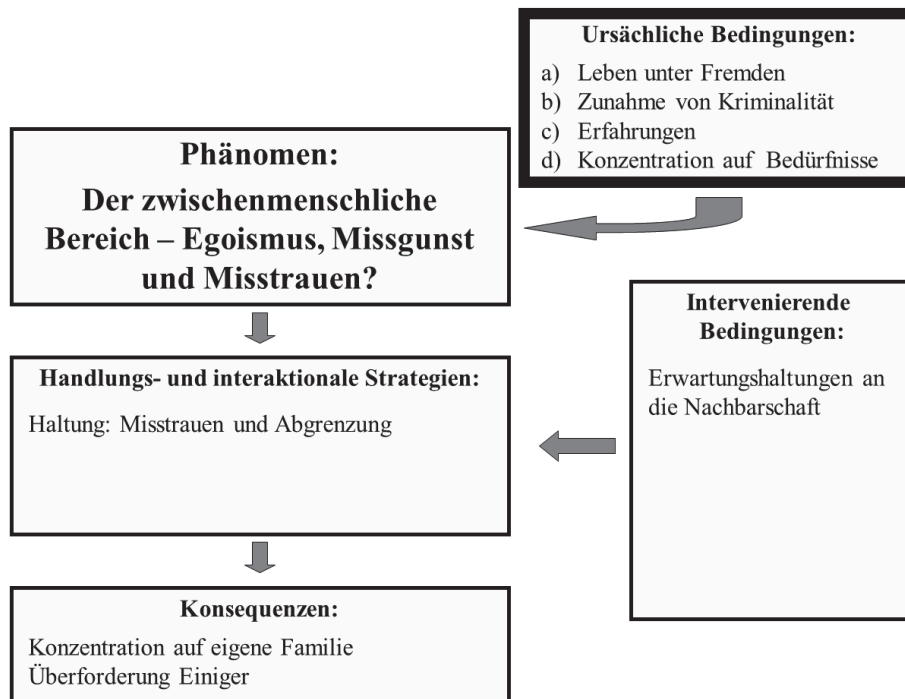 Ursächliche Bedingungen:
a) Leben unter Fremden
b) Zunahme von Kriminalität
c) Erfahrungen
d) Konzentration auf Bedürfnisse
Phänomen:
Der zwischenmenschliche
Bereich – Egoismus, Missgunst
und Misstrauen?
Intervenierende
Bedingungen:
Erwartungshaltungen an
die Nachbarschaft
Handlungs- und interaktionale Strategien:
Haltung: Misstrauen und Abgrenzung
Konsequenzen:
Konzentration auf eigene Familie
Überforderung Einiger